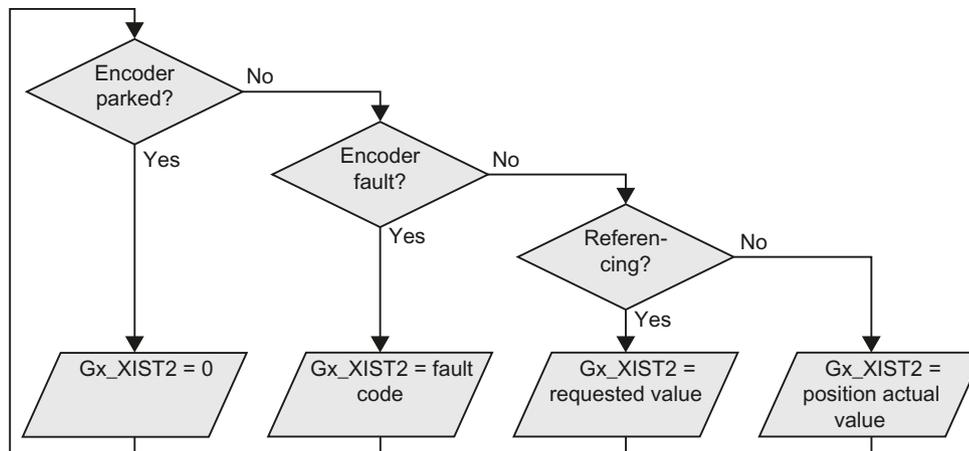 Encoder
parked?
No
Yes
Encoder
fault?
No
Yes
Referen-
cing?
No
Yes
Gx_XIST2 = 0
Gx_XIST2 = fault
code
Gx_XIST2 =
requested value
Gx_XIST2 =
position actual
value